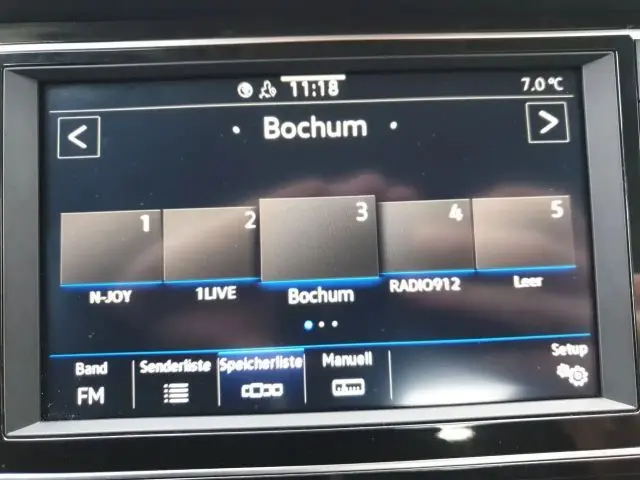 11:18 7.0 °C
< • Bochum • >
1 2 3 4 5
N-JOY 1LIVE Bochum RADIO912 Leer
Band Senderliste Speicherliste Manuell Setup
FM